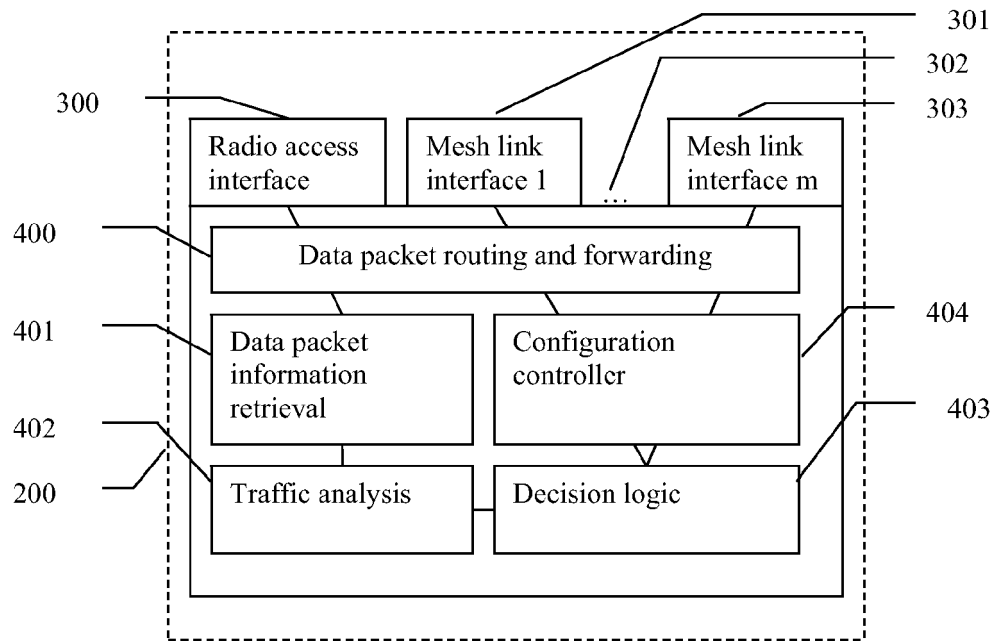 301
302
300
303
Radio access
interface
Mesh link
interface 1
...
Mesh link
interface m
400
Data packet routing and forwarding
401
Data packet
information
retrieval
Configuration
controller
404
402
403
200
Traffic analysis
Decision logic